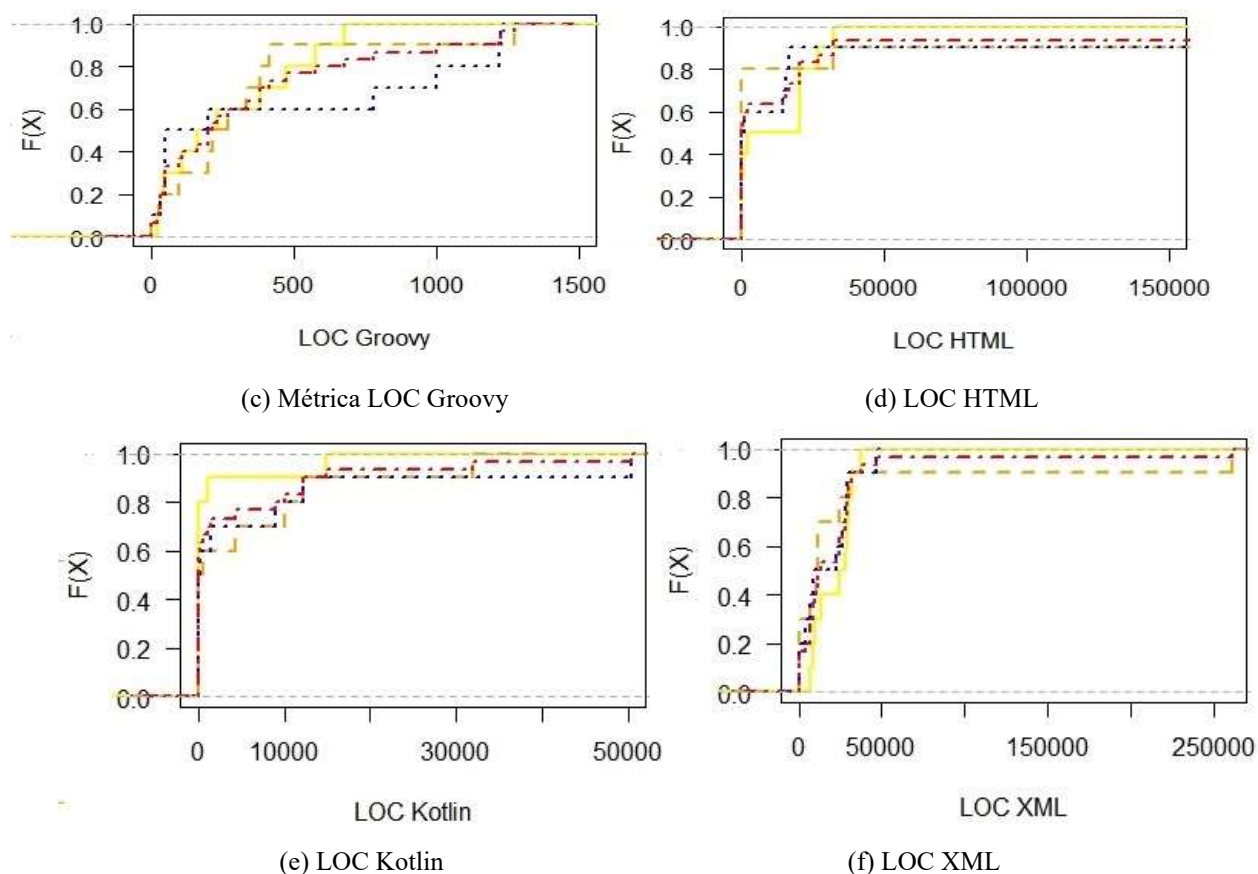 F(X)
1.0
0.8
0.6
0.4
0.2
0.0
0 500 1000 1500
LOC Groovy
(c) Métrica LOC Groovy
F(X)
1.0
0.8
0.6
0.4
0.2
0.0
0 50000 100000 150000
LOC HTML
(d) LOC HTML
F(X)
1.0
0.8
0.6
0.4
0.2
0.0
0 10000 30000 50000
LOC Kotlin
(e) LOC Kotlin
F(X)
1.0
0.8
0.6
0.4
0.2
0.0
0 50000 150000 250000
LOC XML
(f) LOC XML